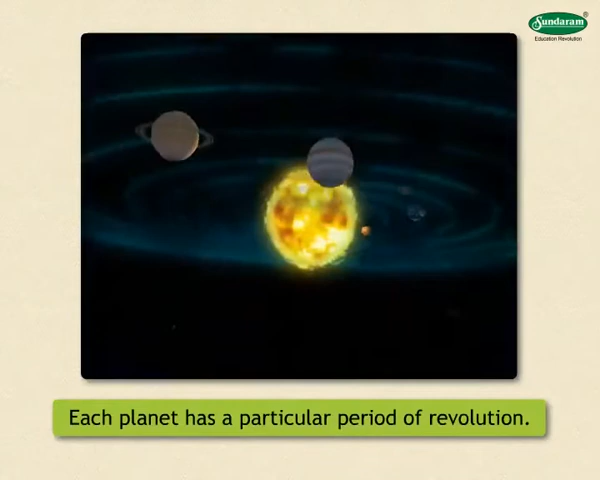 Sundaram®
Education Revolution
Each planet has a particular period of revolution.